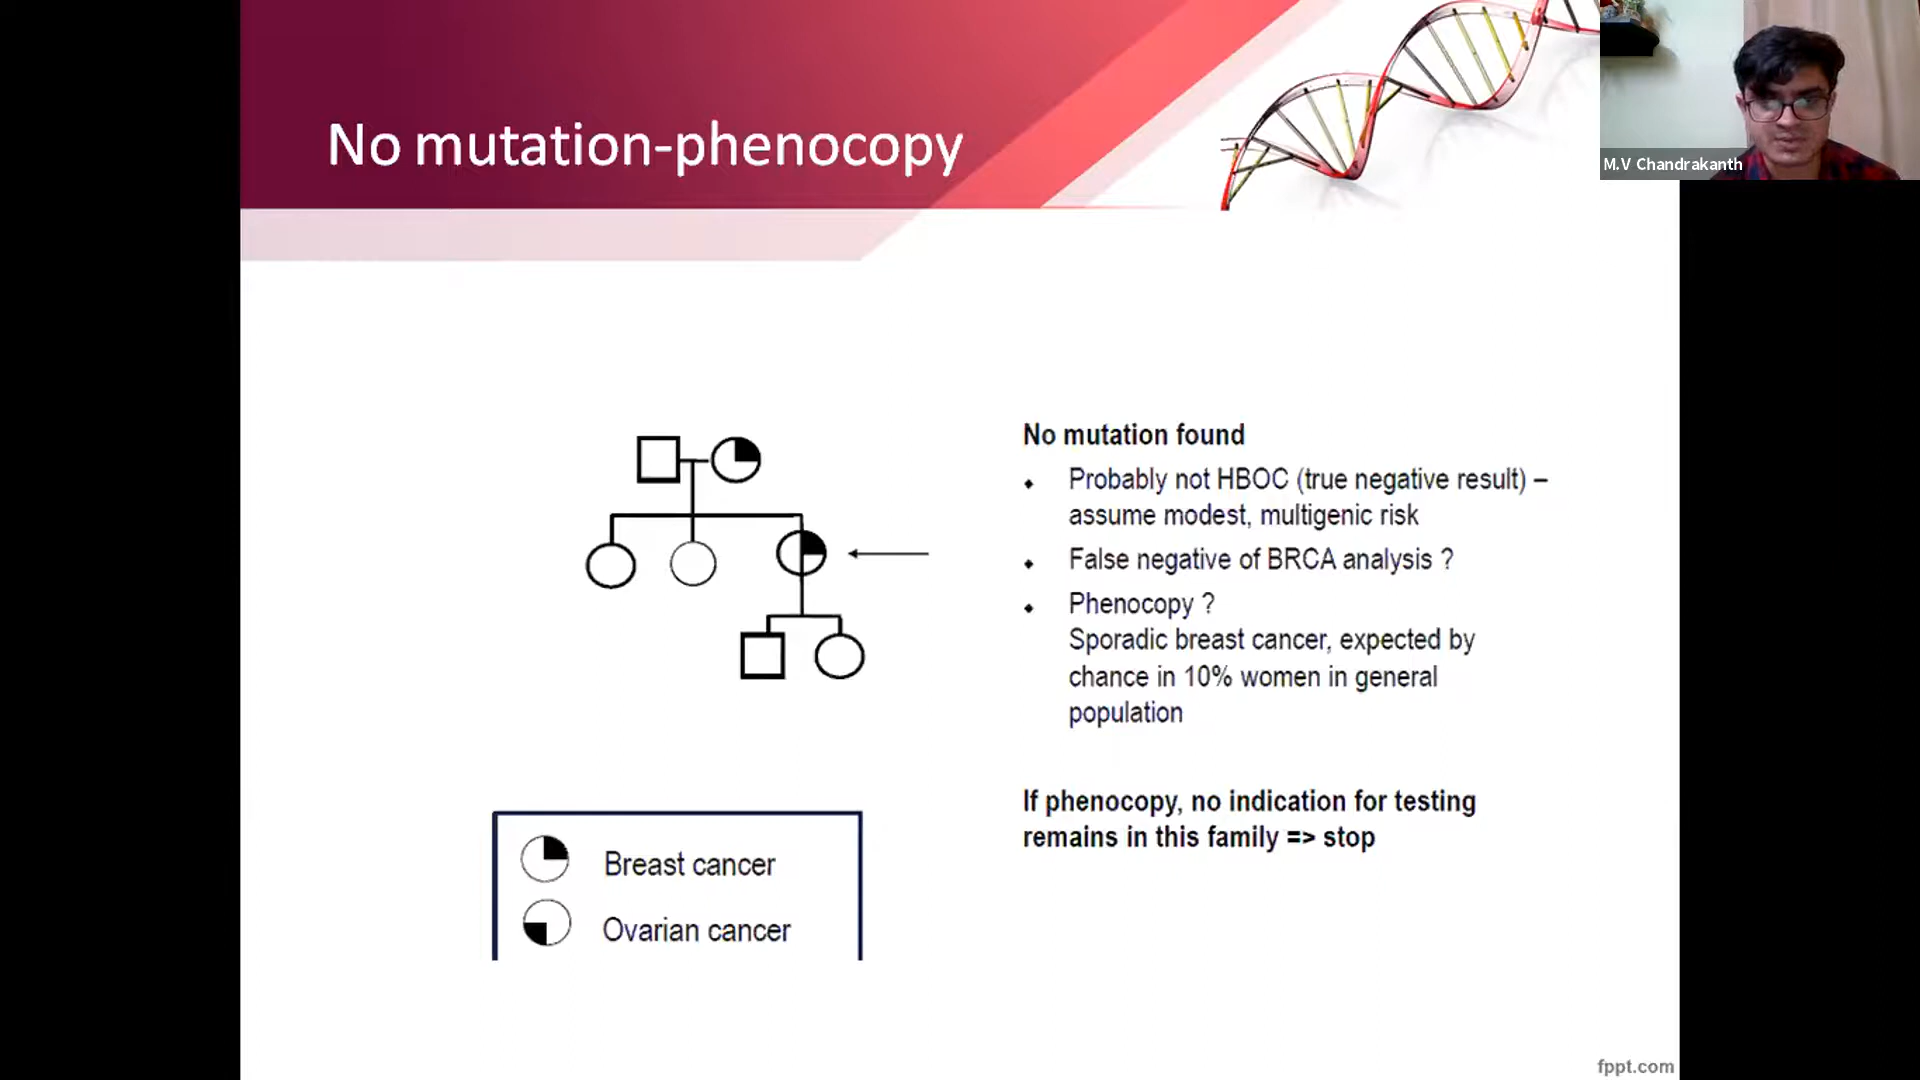 No mutation-phenocopy
M.V Chandrakanth
No mutation found
Probably not HBOC (true negative result) –
assume modest, multigenic risk
False negative of BRCA analysis ?
Phenocopy ?
Sporadic breast cancer, expected by
chance in 10% women in general
population
If phenocopy, no indication for testing
remains in this family => stop
Breast cancer
Ovarian cancer
fppt.com